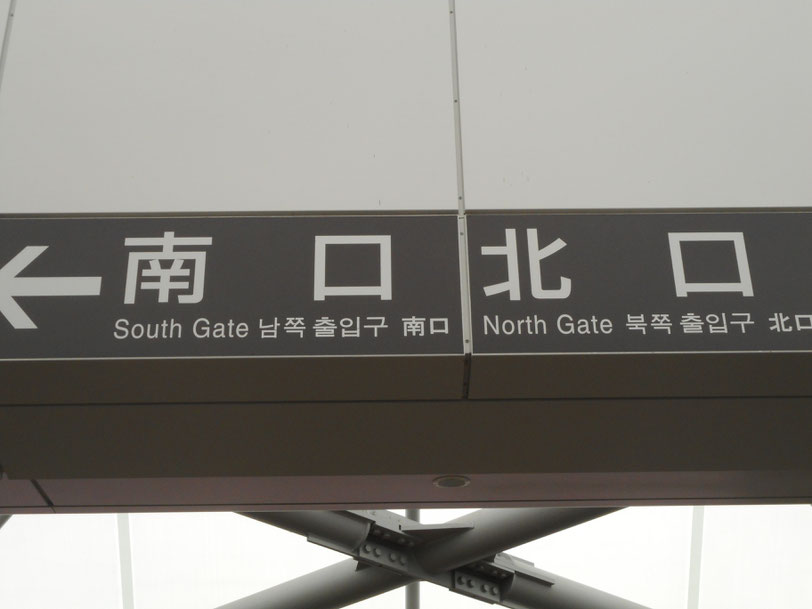 ← 南口
South Gate 남쪽 출입구 南口
北口
North Gate 북쪽 출입구 北口